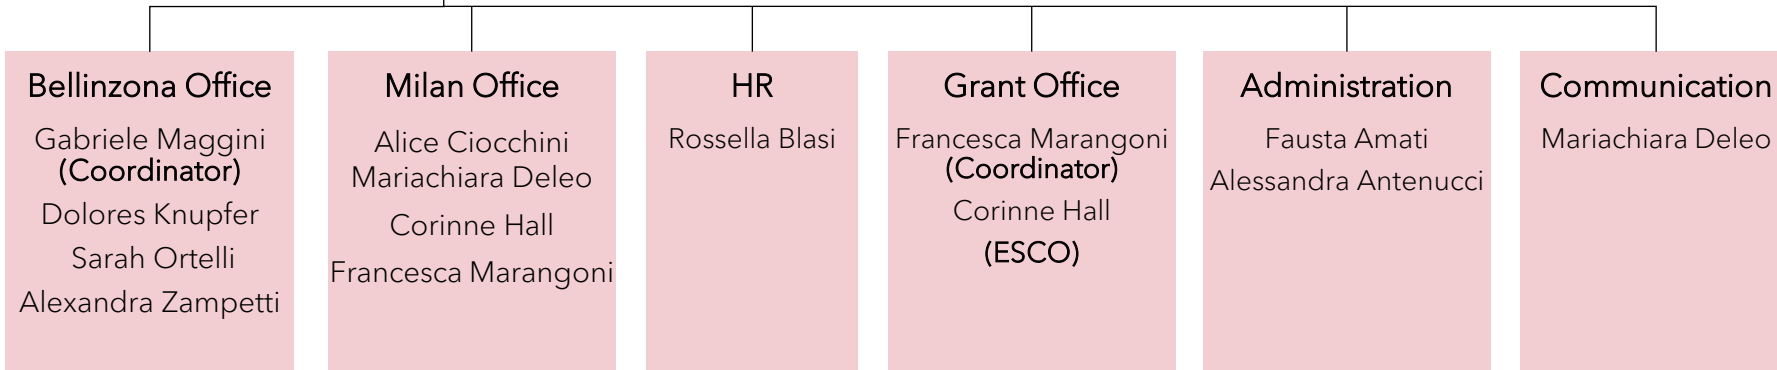 Bellinzona Office
Gabriele Maggini
(Coordinator)
Dolores Knupfer
Sarah Ortelli
Alexandra Zampetti
Milan Office
Alice Ciocchini
Mariachiara Deleo
Corinne Hall
Francesca Marangoni
HR
Rossella Blasi
Grant Office
Francesca Marangoni
(Coordinator)
Corinne Hall
(ESCO)
Administration
Fausta Amati
Alessandra Antenucci
Communication
Mariachiara Deleo